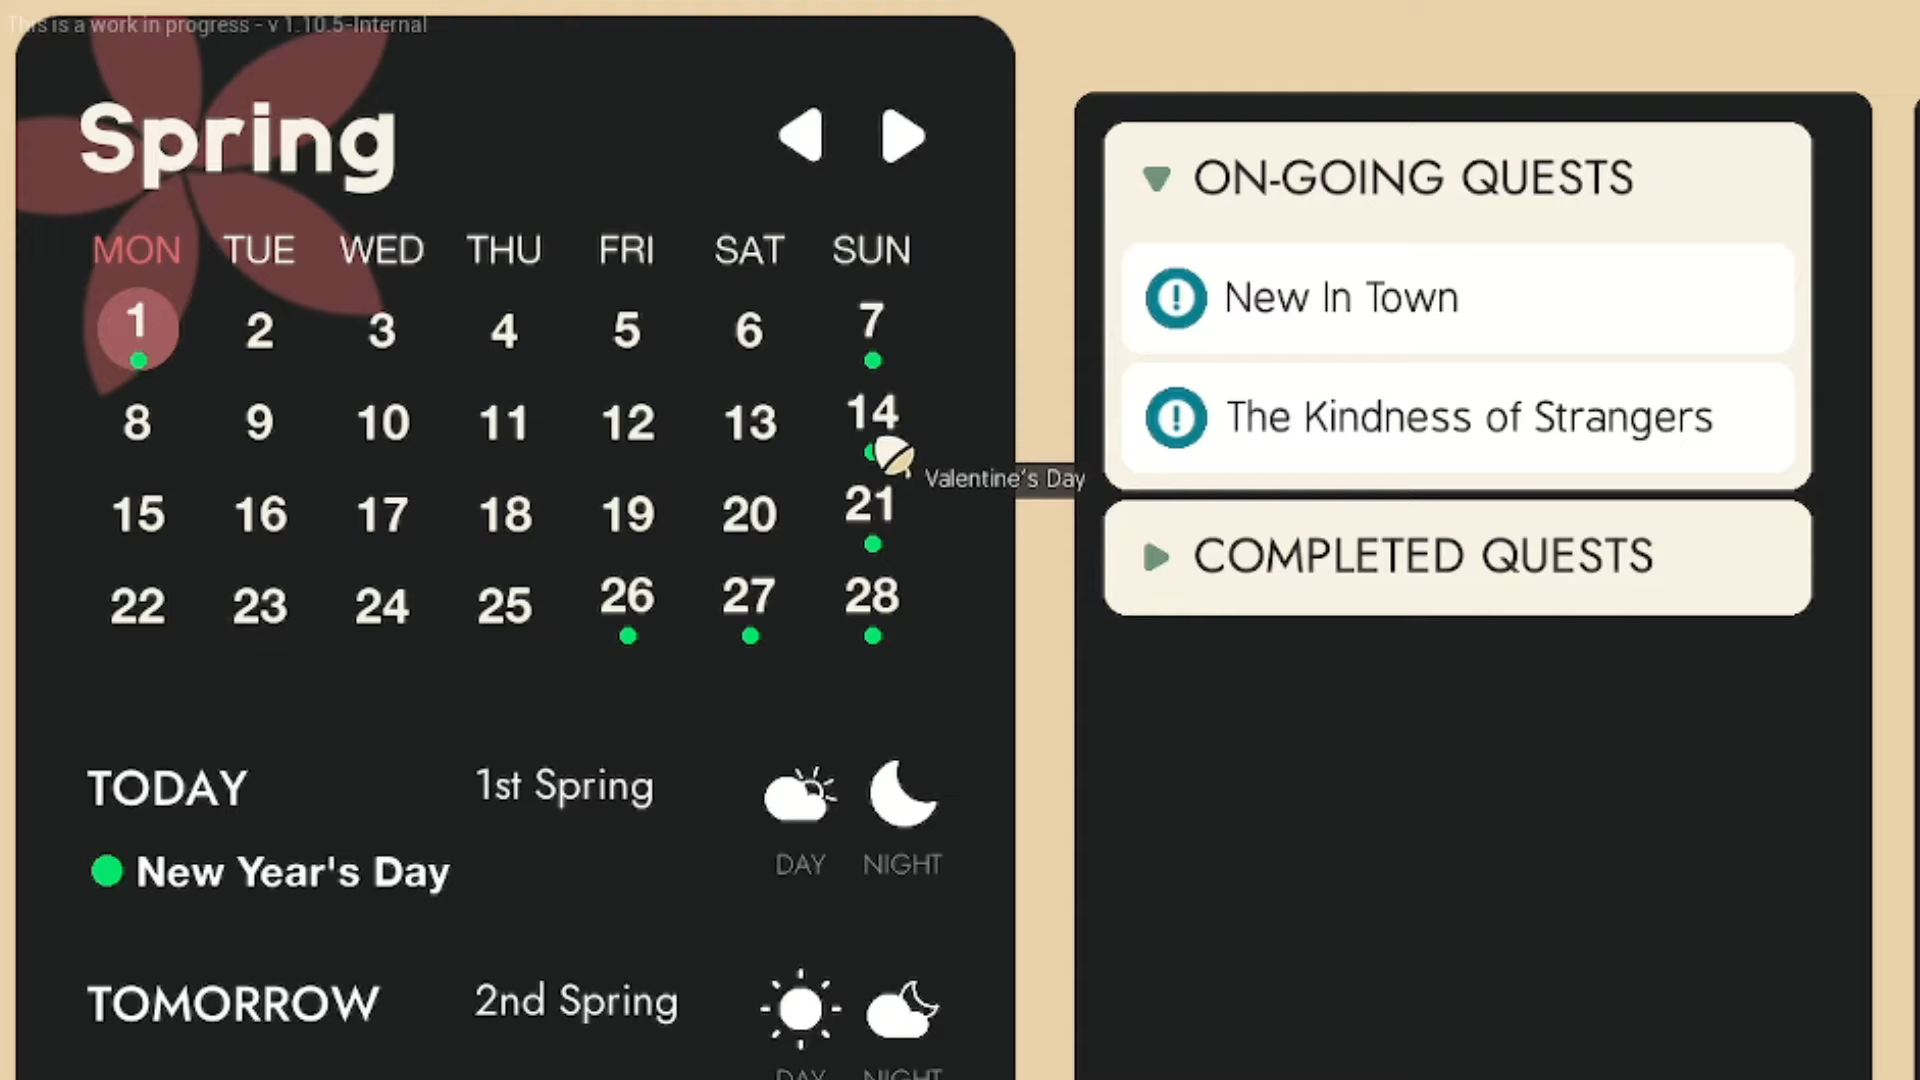 This is a work in progress - v 1.10.5-Internal
Spring
MON TUE WED THU FRI SAT SUN
1 2 3 4 5 6 7
8 9 10 11 12 13 14
Valentine's Day
15 16 17 18 19 20 21
22 23 24 25 26 27 28
TODAY 1st Spring
DAY NIGHT
New Year's Day
TOMORROW 2nd Spring
DAY NIGHT
ON-GOING QUESTS
New In Town
The Kindness of Strangers
COMPLETED QUESTS